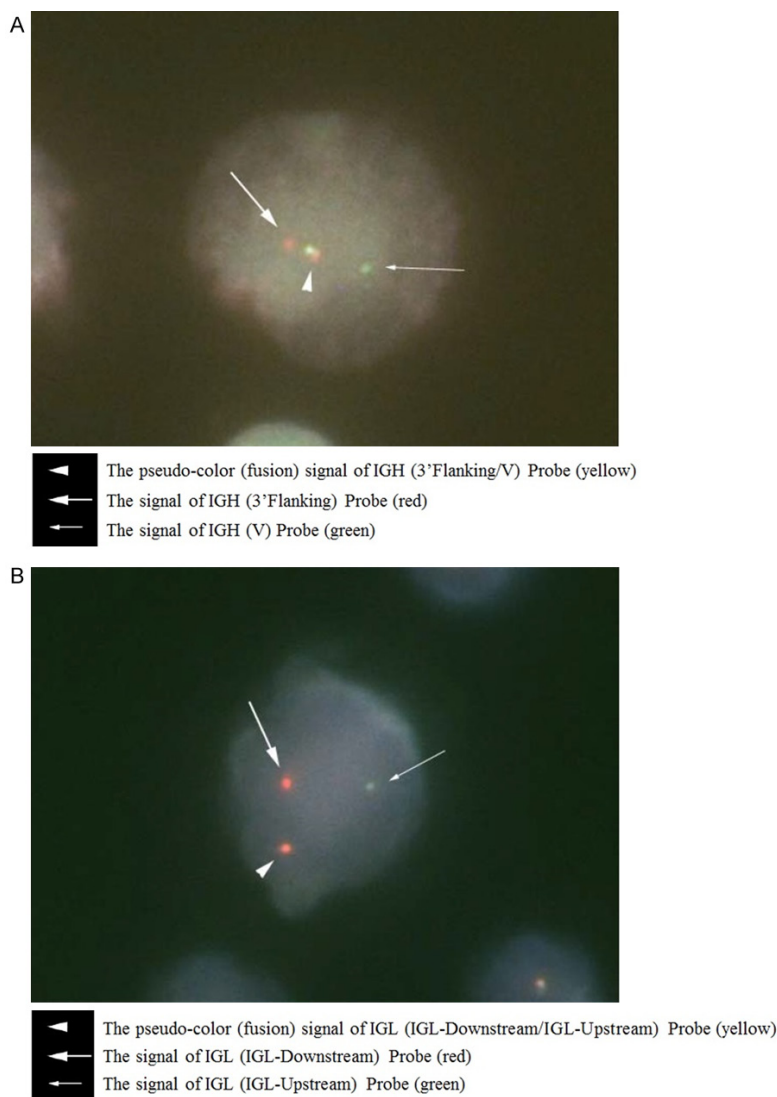 A
The pseudo-color (fusion) signal of IGH (3’Flanking/V) Probe (yellow)
The signal of IGH (3’Flanking) Probe (red)
The signal of IGH (V) Probe (green)
B
The pseudo-color (fusion) signal of IGL (IGL-Downstream/IGL-Upstream) Probe (yellow)
The signal of IGL (IGL-Downstream) Probe (red)
The signal of IGL (IGL-Upstream) Probe (green)